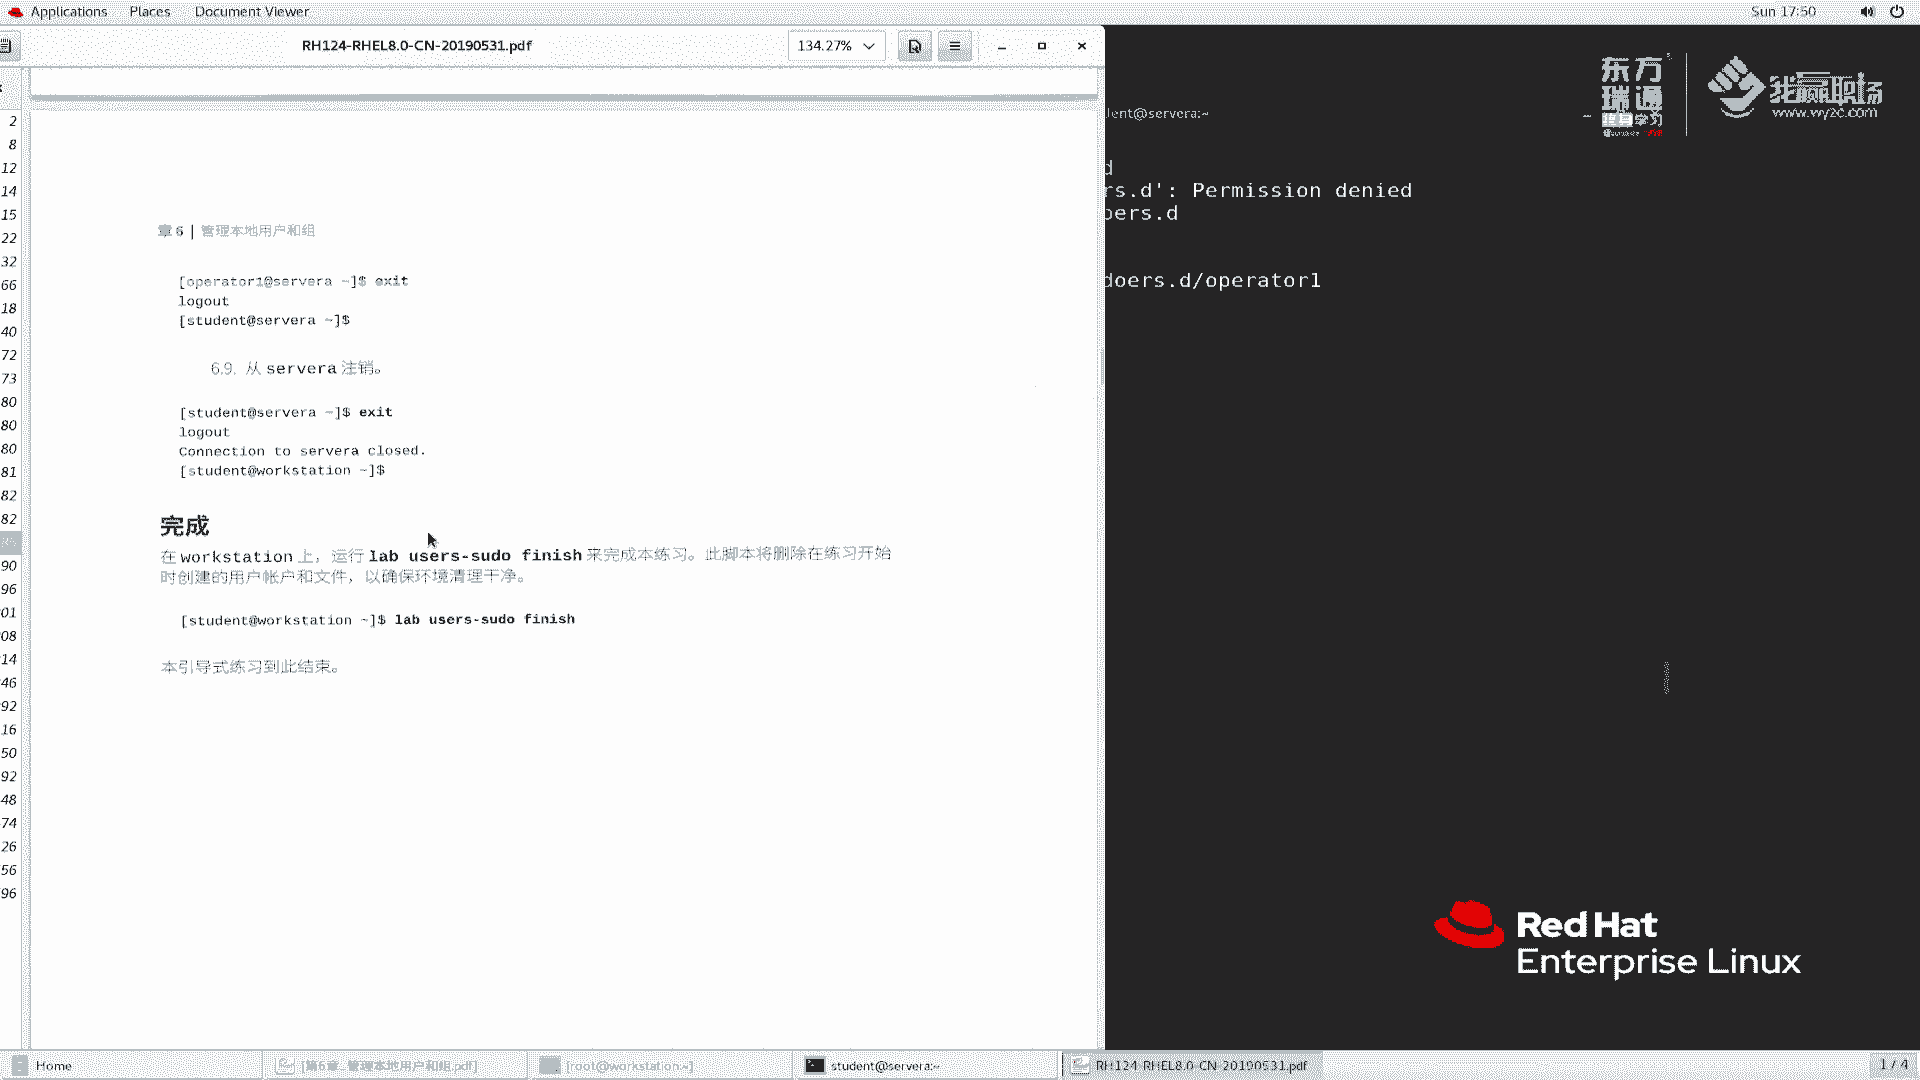 Applications Places Document Viewer
Sun 17:50
RH124-RHEL8.0-CN-20190531.pdf
134.27%
东方瑞通
终身学习
我赢职场
www.wyzc.com
dent@servera:~
d
rs.d': Permission denied
oers.d
doers.d/operator1
2
8
12
14
15
22
32
66
18
40
72
73
80
80
80
81
82
82
90
96
01
08
14
46
92
16
50
92
48
74
26
56
96
章 6 | 管理本地用户和组
[operator1@servera ~]$ exit
logout
[student@servera ~]$
6.9. 从 servera 注销。
[student@servera ~]$ exit
logout
Connection to servera closed.
[student@workstation ~]$
完成
在 workstation 上，运行 lab users-sudo finish 来完成本练习。此脚本将删除在练习开始
时创建的用户帐户和文件，以确保环境清理干净。
[student@workstation ~]$ lab users-sudo finish
本引导式练习到此结束。
Red Hat
Enterprise Linux
Home
[第6章 管理本地用户和组.pdf]
[root@workstation:~]
student@servera:~
RH124-RHEL8.0-CN-20190531.pdf
1 / 4